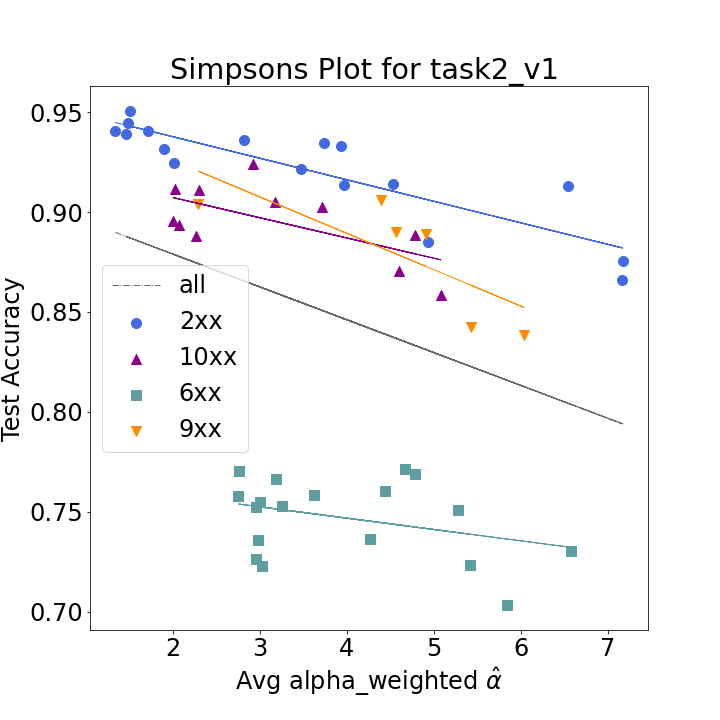 Simpsons Plot for task2_v1
Test Accuracy
0.95
0.90
0.85
0.80
0.75
0.70
all
2xx
10xx
6xx
9xx
2 3 4 5 6 7
Avg alpha_weighted α̂